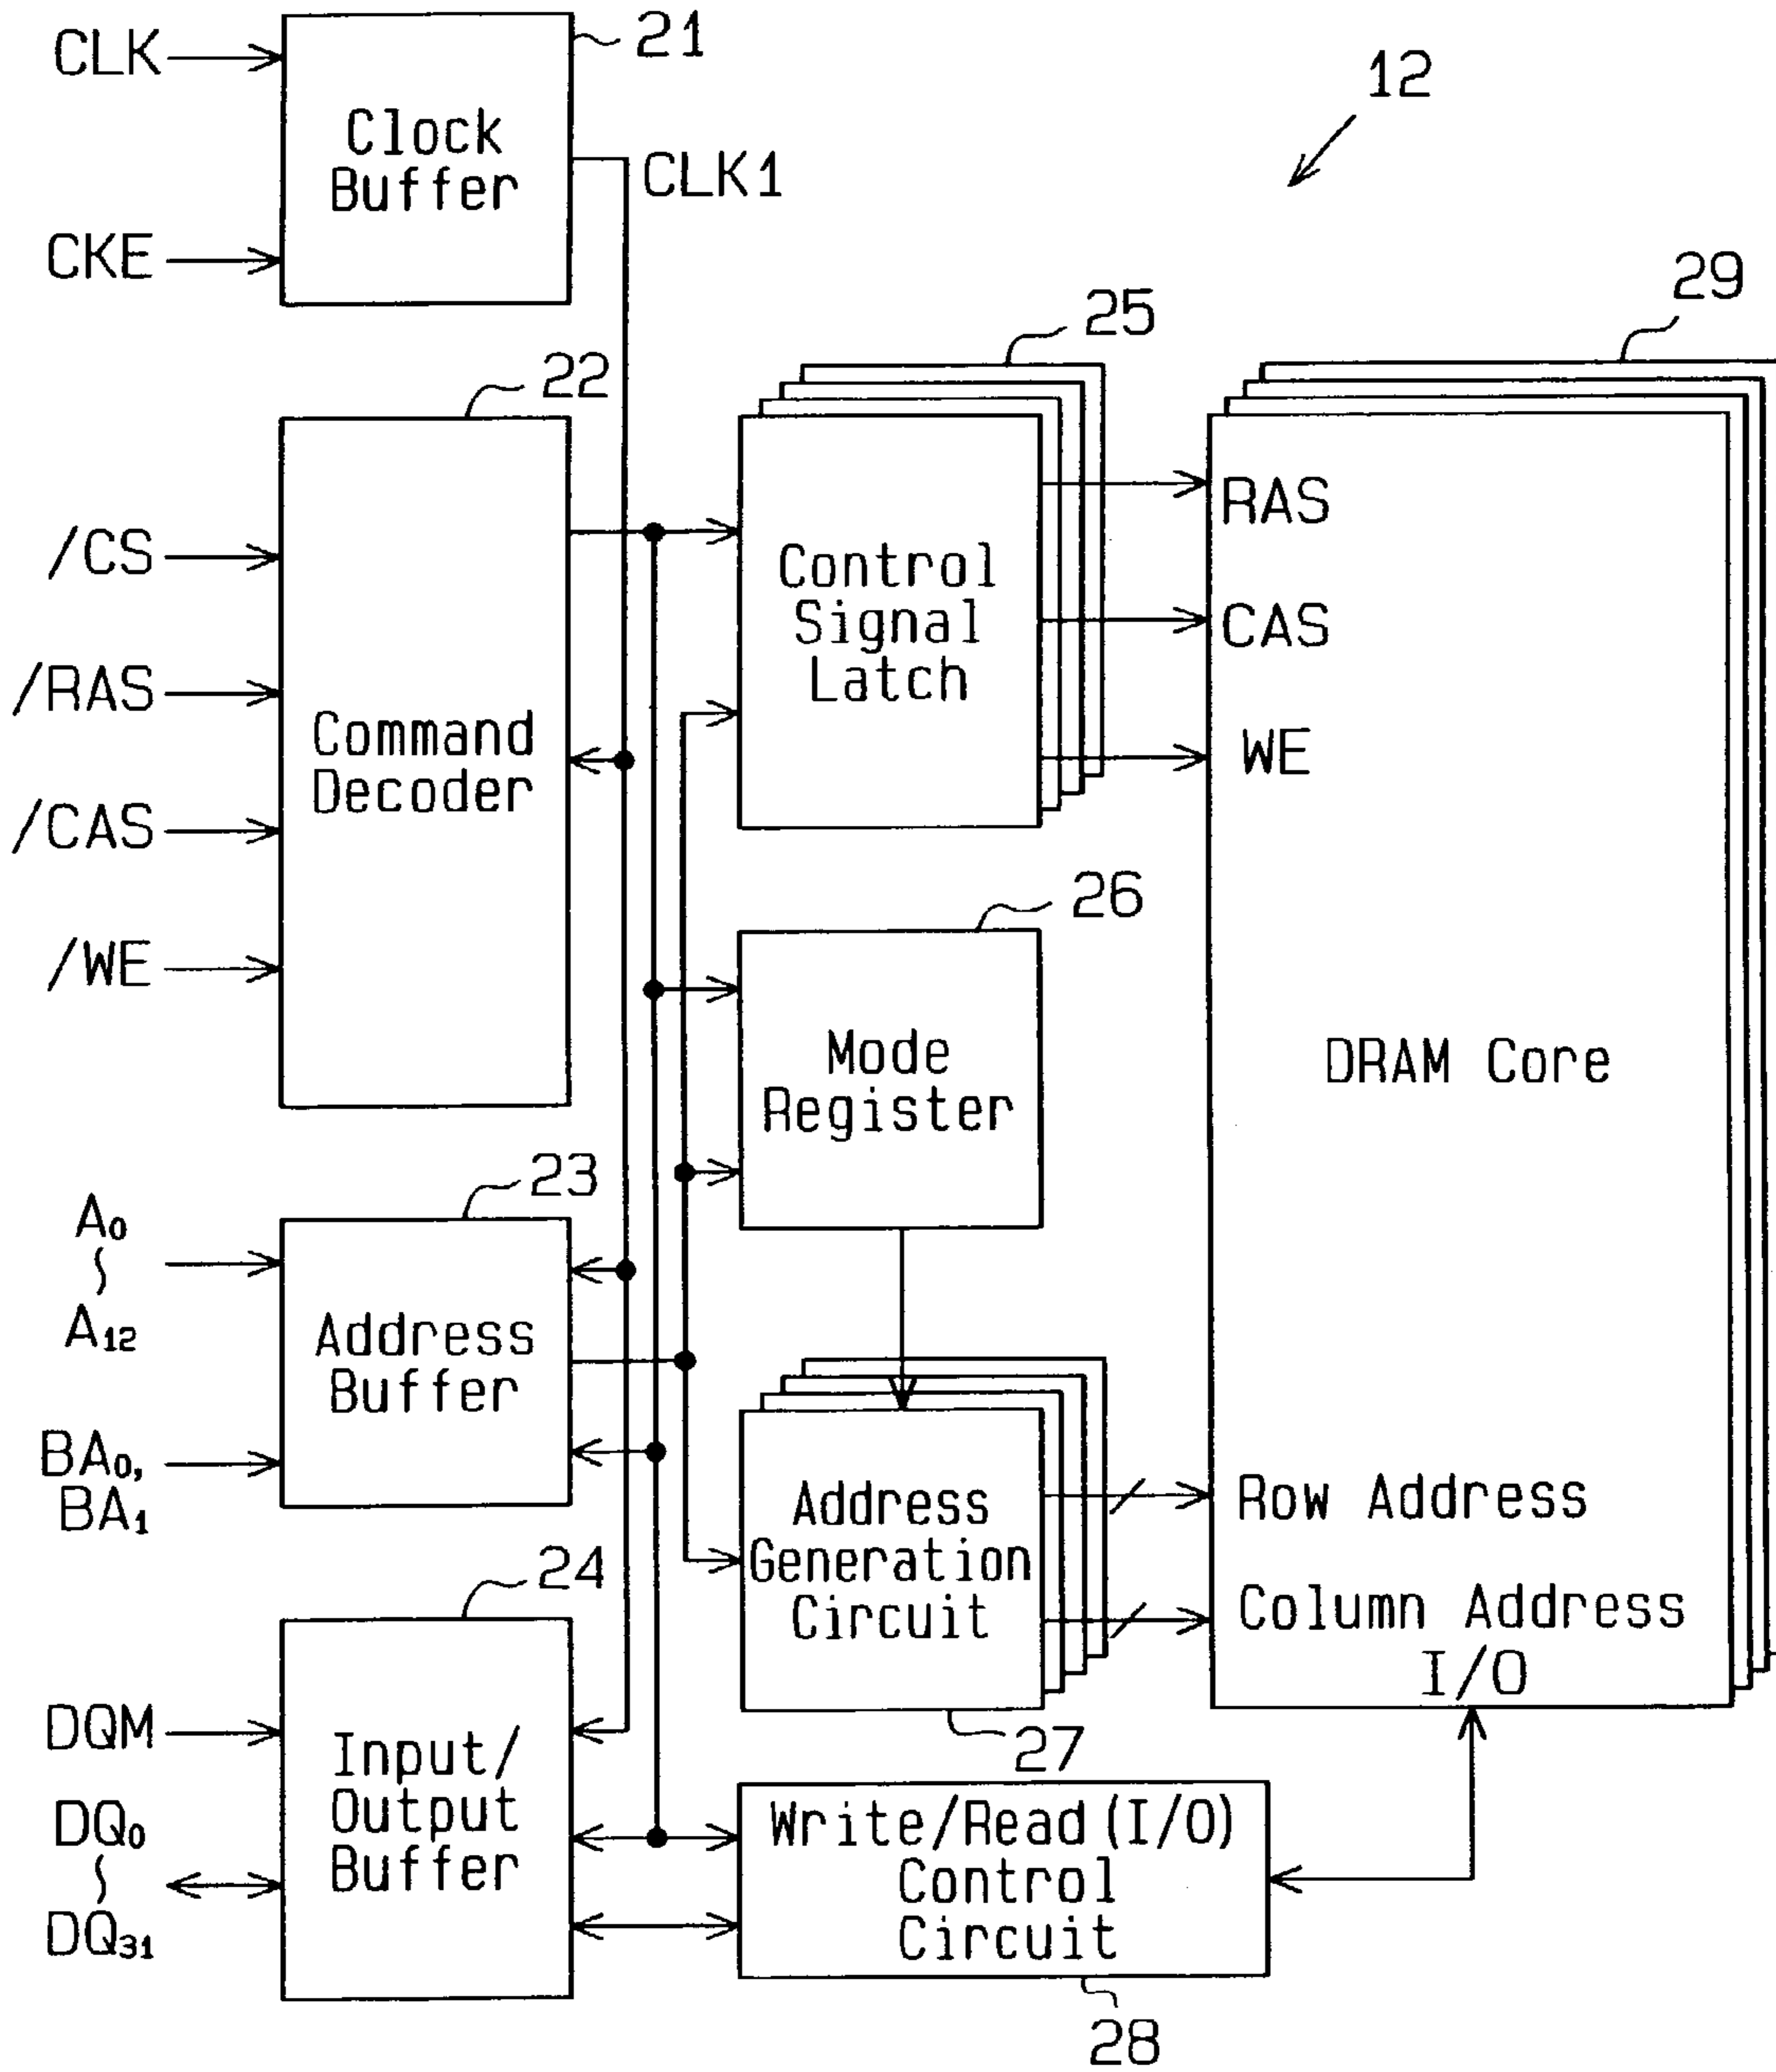 CLK
CKE
Clock
Buffer
21
CLK1
12
/CS
/RAS
/CAS
/WE
Command
Decoder
22
Control
Signal
Latch
25
RAS
CAS
WE
DRAM Core
29
Mode
Register
26
A0
A12
BA0,
BA1
Address
Buffer
23
Address
Generation
Circuit
27
Row Address
Column Address
I/O
DQM
DQ0
DQ31
Input/
Output
Buffer
24
Write/Read(I/O)
Control
Circuit
28